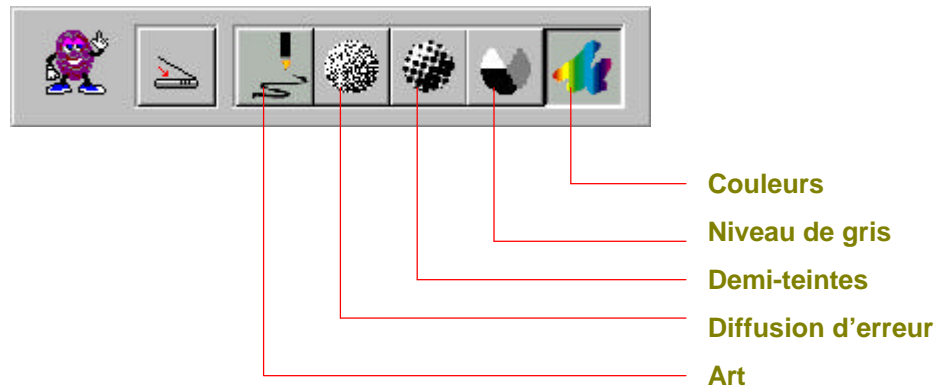 Couleurs
Niveau de gris
Demi-teintes
Diffusion d’erreur
Art